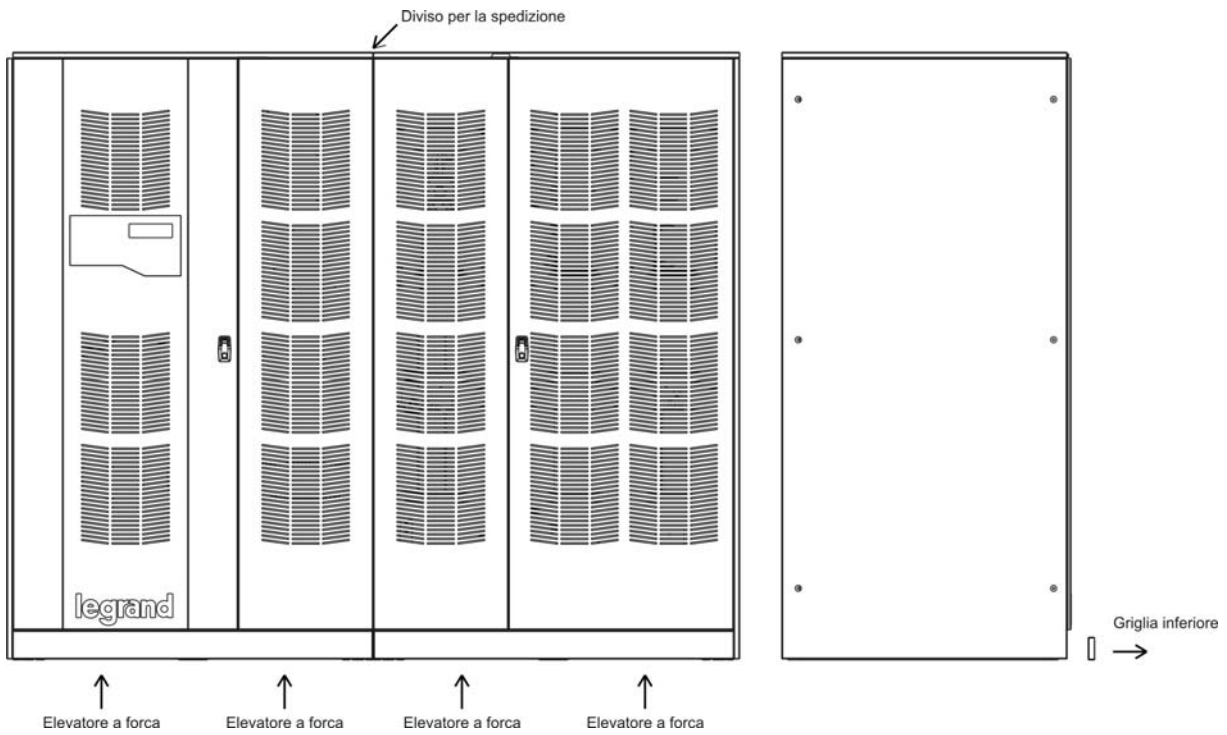 Diviso per la spedizione
legrand
Griglia inferiore
Elevatore a forca
Elevatore a forca
Elevatore a forca
Elevatore a forca